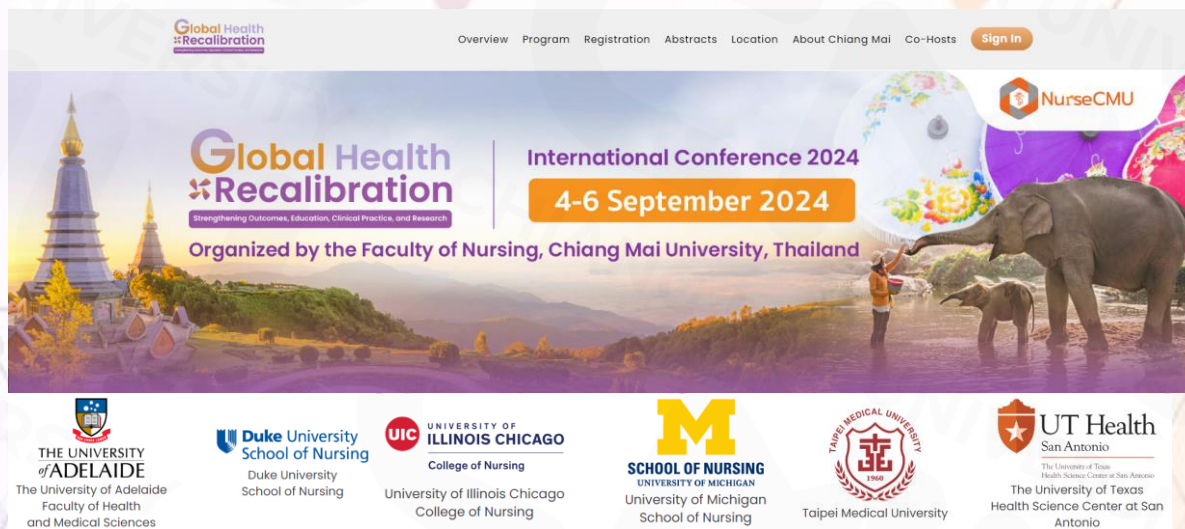 Global Health
Recalibration
Overview Program Registration Abstracts Location About Chiang Mai Co-Hosts Sign In
NurseCMU
Global Health
Recalibration
Strengthening Outcomes, Education, Clinical Practice, and Research
International Conference 2024
4-6 September 2024
Organized by the Faculty of Nursing, Chiang Mai University, Thailand
THE UNIVERSITY
of ADELAIDE
The University of Adelaide
Faculty of Health
and Medical Sciences
Duke University
School of Nursing
Duke University
School of Nursing
UIC
UNIVERSITY OF
ILLINOIS CHICAGO
College of Nursing
University of Illinois Chicago
College of Nursing
M
SCHOOL OF NURSING
UNIVERSITY OF MICHIGAN
University of Michigan
School of Nursing
TAIPEI MEDICAL UNIVERSITY
1960
Taipei Medical University
UT Health
San Antonio
The University of Texas
Health Science Center at San Antonio
The University of Texas
Health Science Center at San
Antonio